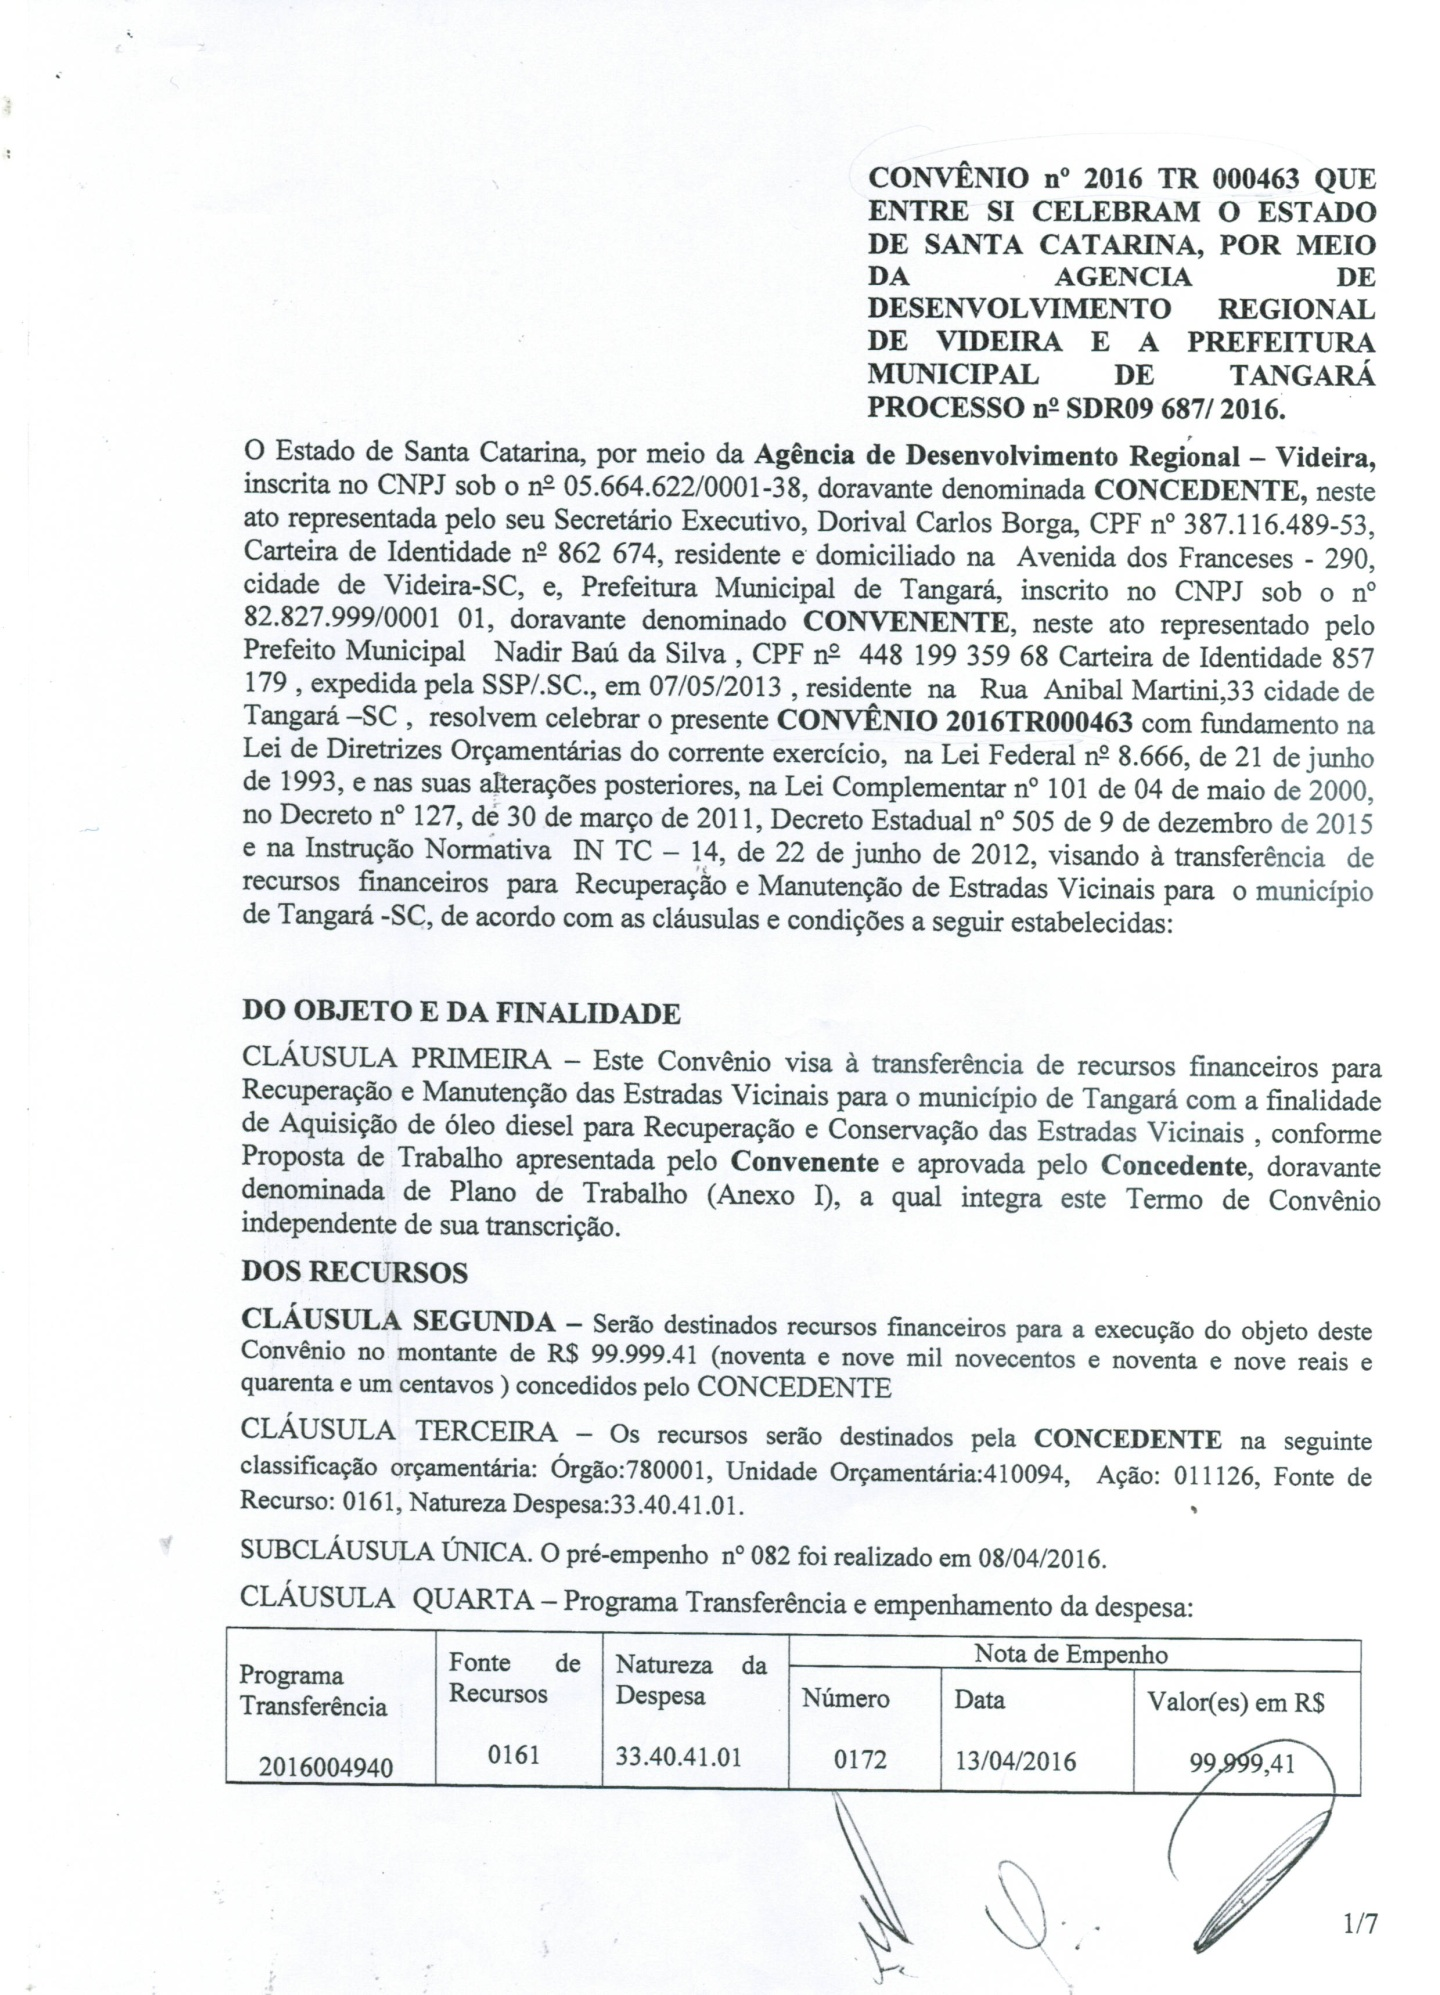 CONVÊNIO nº 2016 TR 000463 QUE
ENTRE SI CELEBRAM O ESTADO
DE SANTA CATARINA, POR MEIO
DA AGENCIA DE
DESENVOLVIMENTO REGIONAL
DE VIDEIRA E A PREFEITURA
MUNICIPAL DE TANGARÁ
PROCESSO nº SDR09 687/ 2016.
O Estado de Santa Catarina, por meio da Agência de Desenvolvimento Regional – Videira,
inscrita no CNPJ sob o nº 05.664.622/0001-38, doravante denominada CONCEDENTE, neste
ato representada pelo seu Secretário Executivo, Dorival Carlos Borga, CPF nº 387.116.489-53,
Carteira de Identidade nº 862 674, residente e domiciliado na Avenida dos Franceses - 290,
cidade de Videira-SC, e, Prefeitura Municipal de Tangará, inscrito no CNPJ sob o nº
82.827.999/0001 01, doravante denominado CONVENENTE, neste ato representado pelo
Prefeito Municipal Nadir Baú da Silva , CPF nº 448 199 359 68 Carteira de Identidade 857
179 , expedida pela SSP/.SC., em 07/05/2013 , residente na Rua Anibal Martini,33 cidade de
Tangará –SC , resolvem celebrar o presente CONVÊNIO 2016TR000463 com fundamento na
Lei de Diretrizes Orçamentárias do corrente exercício, na Lei Federal nº 8.666, de 21 de junho
de 1993, e nas suas alterações posteriores, na Lei Complementar nº 101 de 04 de maio de 2000,
no Decreto nº 127, de 30 de março de 2011, Decreto Estadual nº 505 de 9 de dezembro de 2015
e na Instrução Normativa IN TC – 14, de 22 de junho de 2012, visando à transferência de
recursos financeiros para Recuperação e Manutenção de Estradas Vicinais para o município
de Tangará -SC, de acordo com as cláusulas e condições a seguir estabelecidas:
DO OBJETO E DA FINALIDADE
CLÁUSULA PRIMEIRA – Este Convênio visa à transferência de recursos financeiros para
Recuperação e Manutenção das Estradas Vicinais para o município de Tangará com a finalidade
de Aquisição de óleo diesel para Recuperação e Conservação das Estradas Vicinais , conforme
Proposta de Trabalho apresentada pelo Convenente e aprovada pelo Concedente, doravante
denominada de Plano de Trabalho (Anexo I), a qual integra este Termo de Convênio
independente de sua transcrição.
DOS RECURSOS
CLÁUSULA SEGUNDA – Serão destinados recursos financeiros para a execução do objeto deste
Convênio no montante de R$ 99.999.41 (noventa e nove mil novecentos e noventa e nove reais e
quarenta e um centavos ) concedidos pelo CONCEDENTE
CLÁUSULA TERCEIRA – Os recursos serão destinados pela CONCEDENTE na seguinte
classificação orçamentária: Órgão:780001, Unidade Orçamentária:410094, Ação: 011126, Fonte de
Recurso: 0161, Natureza Despesa:33.40.41.01.
SUBCLÁUSULA ÚNICA. O pré-empenho nº 082 foi realizado em 08/04/2016.
CLÁUSULA QUARTA – Programa Transferência e empenhamento da despesa:
Programa
Transferência
Fonte de
Recursos
Natureza da
Despesa
Nota de Empenho
Número
Data
Valor(es) em R$
2016004940
0161
33.40.41.01
0172
13/04/2016
99.999,41
1/7